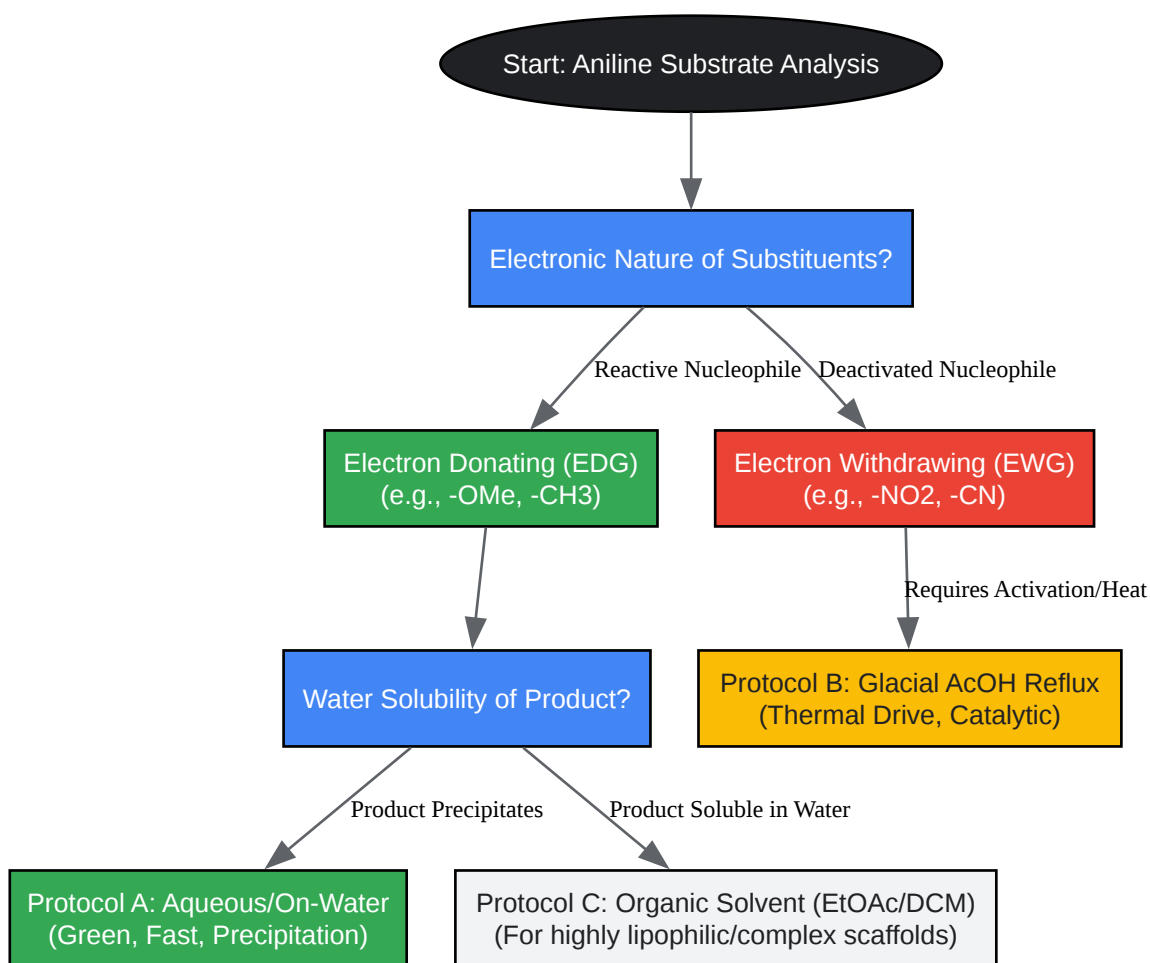 Start: Aniline Substrate Analysis
Electronic Nature of Substituents?
Reactive Nucleophile
Deactivated Nucleophile
Electron Donating (EDG)
(e.g., -OMe, -CH3)
Electron Withdrawing (EWG)
(e.g., -NO2, -CN)
Requires Activation/Heat
Water Solubility of Product?
Protocol B: Glacial AcOH Reflux
(Thermal Drive, Catalytic)
Product Precipitates
Product Soluble in Water
Protocol A: Aqueous/On-Water
(Green, Fast, Precipitation)
Protocol C: Organic Solvent (EtOAc/DCM)
(For highly lipophilic/complex scaffolds)